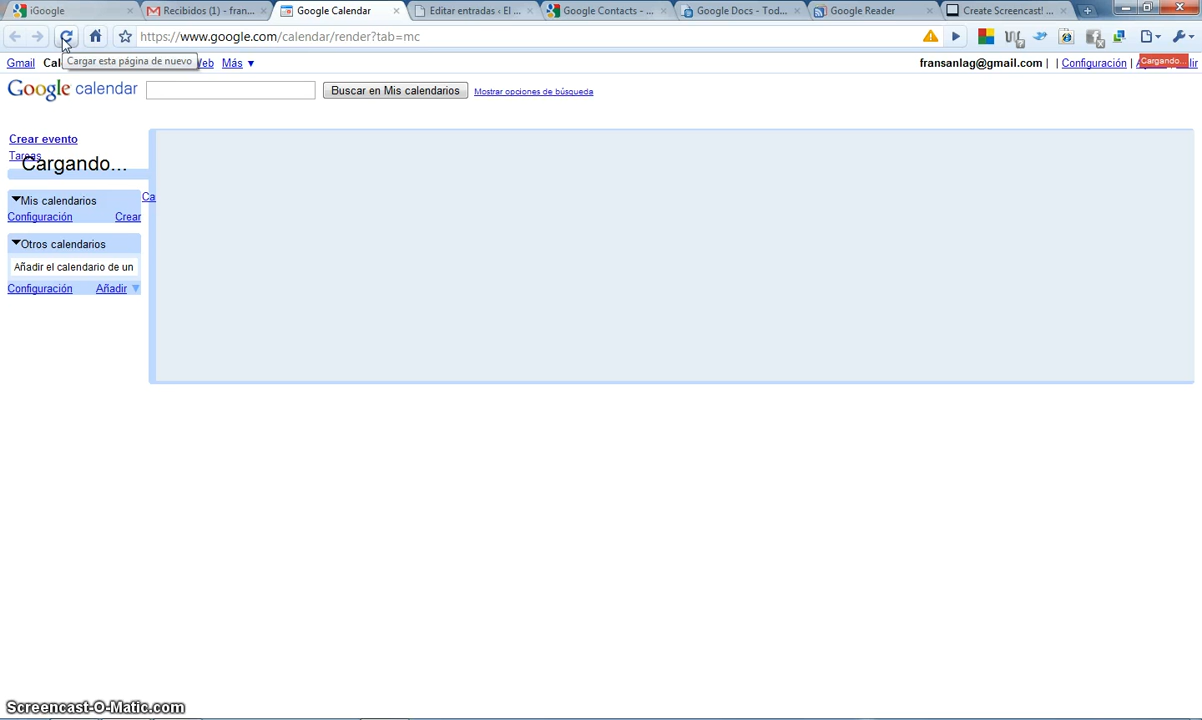 iGoogle
Recibidos (1) - fran...
Google Calendar
Editar entradas ‹ El ...
Google Contacts - ...
Google Docs - Tod...
Google Reader
Create Screencast! ...
https://www.google.com/calendar/render?tab=mc
Cargar esta página de nuevo
Gmail
Web Más ▼
fransanlag@gmail.com | | Configuración |
Cargando...
Google calendar
Buscar en Mis calendarios
Mostrar opciones de búsqueda
Crear evento
Tareas
Cargando...
Mis calendarios
Ca
Configuración Crear
Otros calendarios
Añadir el calendario de un
Configuración Añadir
Screencast-O-Matic.com